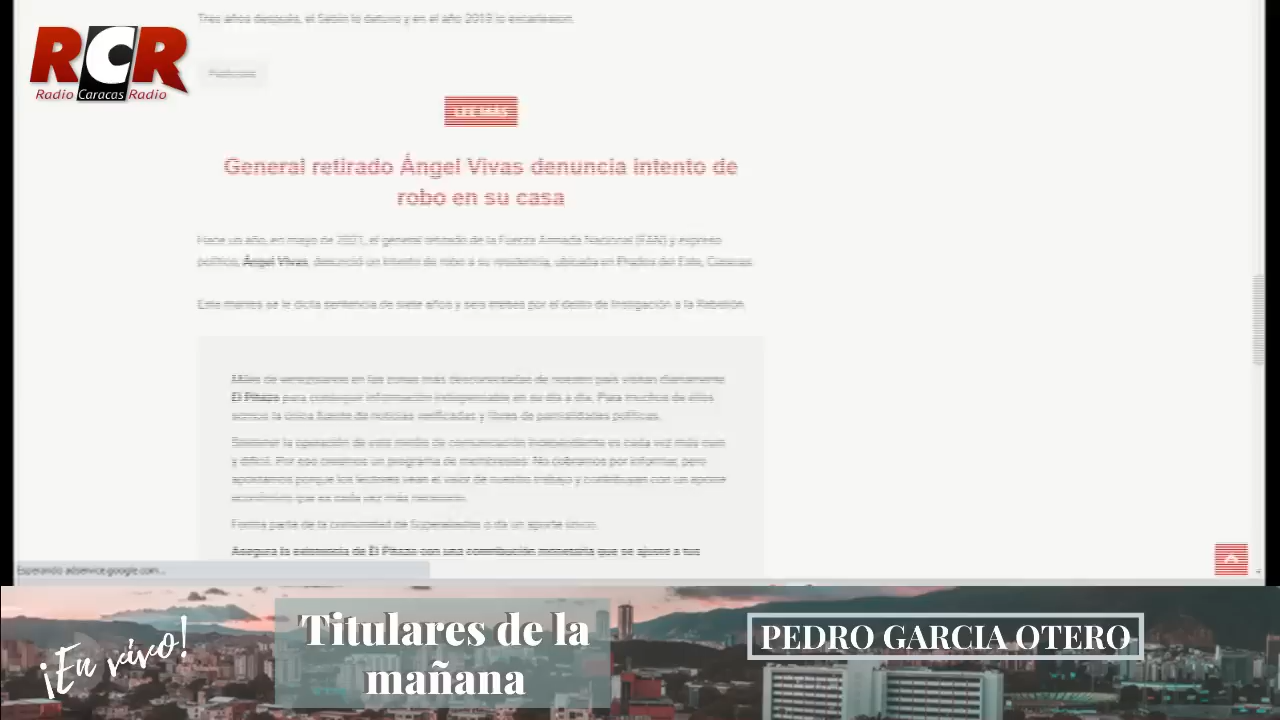 Tres años después, el Sebin lo detuvo y en el año 2019 lo excarcelaron.
RCR
Radio Caracas Radio
General retirado Ángel Vivas denuncia intento de
robo en su casa
Hace un año, en mayo de 2021, el general retirado de la Fuerza Armada Nacional (FAN) y expreso
político, Ángel Vivas, denunció un intento de robo a su residencia, ubicada en Prados del Este, Caracas.
Este martes se le dicta sentencia de siete años y seis meses por el delito de Instigación a la Rebelión.
Miles de venezolanos en las zonas más desconectadas de nuestro país visitan diariamente
El Pitazo para conseguir información indispensable en su día a día. Para muchos de ellos
somos la única fuente de noticias verificadas y libres de parcialidades políticas.
Sostener la operación de este medio de comunicación independiente es cada vez más caro
y difícil. Por eso creamos un programa de membresías: No cobramos por informar, pero
apostamos porque los lectores vean el valor de nuestro trabajo y contribuyan con un aporte
económico que es cada vez más necesario.
Forma parte de la comunidad de Superaliados o da un aporte único.
Asegura la existencia de El Pitazo con una contribución monetaria que se ajuste a tus
Esperando adservice.google.com...
¡En vivo!
Titulares de la
mañana
PEDRO GARCIA OTERO